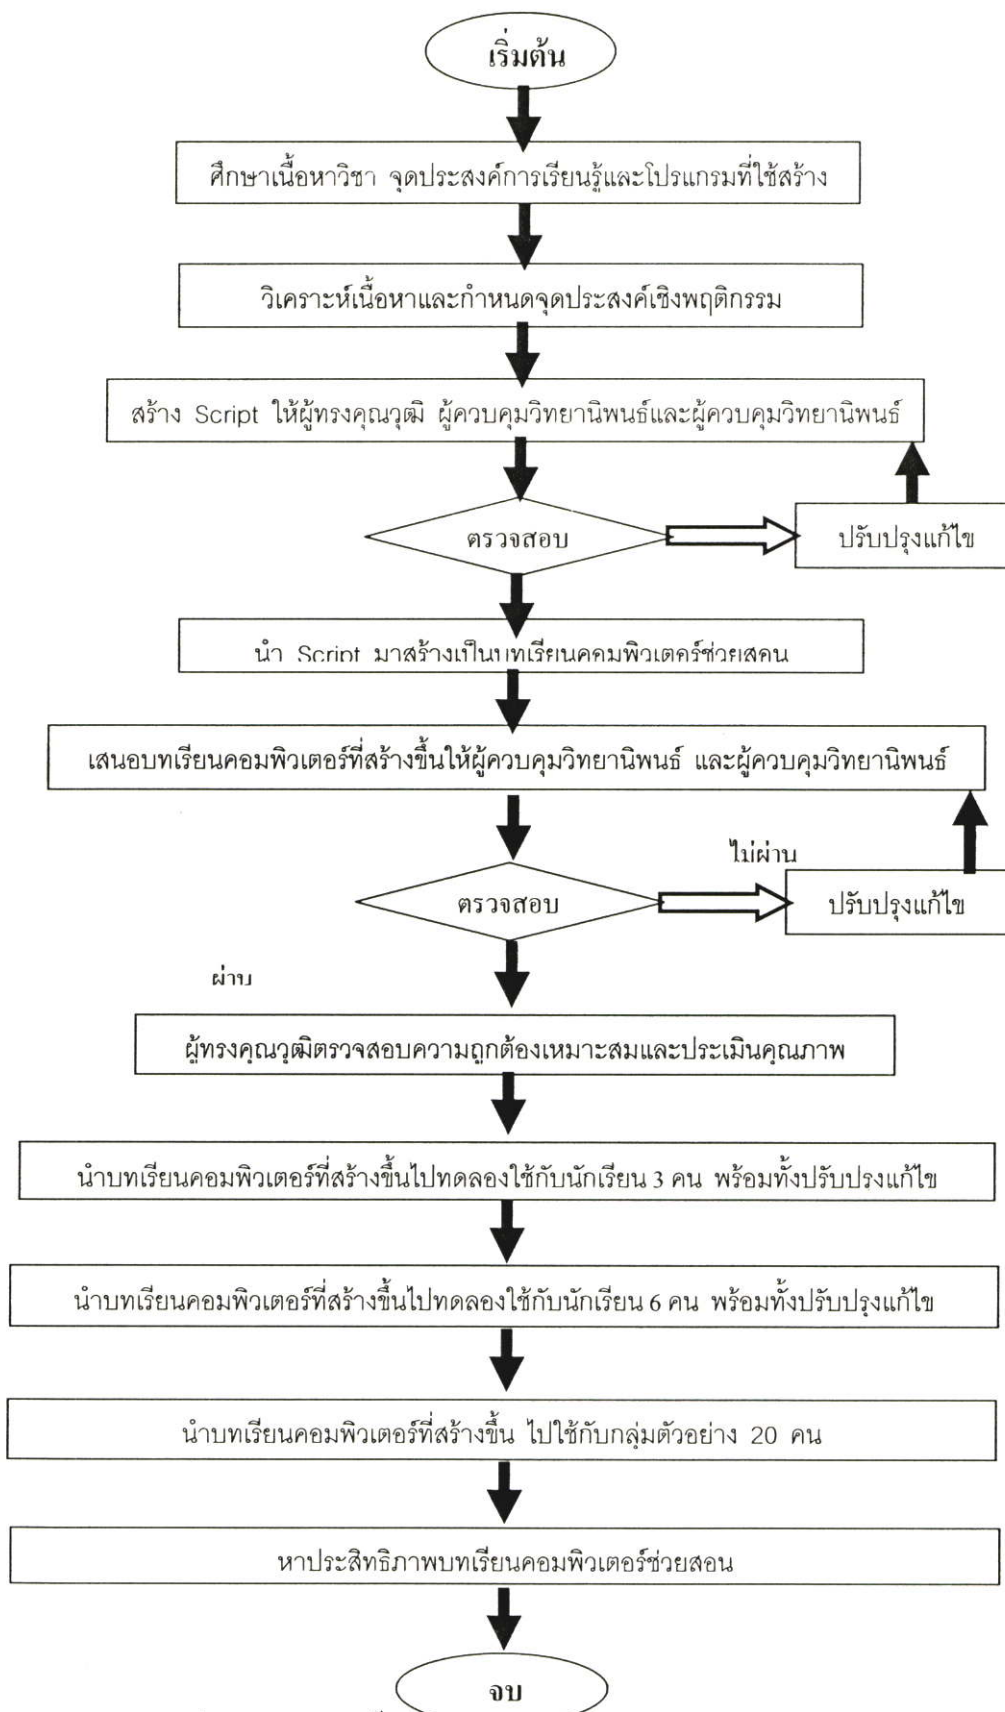 เริ่มต้น
ศึกษาเนื้อหาวิชา จุดประสงค์การเรียนรู้และโปรแกรมที่ใช้สร้าง
วิเคราะห์เนื้อหาและกำหนดจุดประสงค์เชิงพฤติกรรม
สร้าง Script ให้ผู้ทรงคุณวุฒิ ผู้ควบคุมวิทยานิพนธ์และผู้ควบคุมวิทยานิพนธ์
ตรวจสอบ
ปรับปรุงแก้ไข
นำ Script มาสร้างเป็นบทเรียนคอมพิวเตอร์ช่วยสอน
เสนอบทเรียนคอมพิวเตอร์ที่สร้างขึ้นให้ผู้ควบคุมวิทยานิพนธ์ และผู้ควบคุมวิทยานิพนธ์
ไม่ผ่าน
ตรวจสอบ
ปรับปรุงแก้ไข
ผ่าน
ผู้ทรงคุณวุฒิตรวจสอบความถูกต้องเหมาะสมและประเมินคุณภาพ
นำบทเรียนคอมพิวเตอร์ที่สร้างขึ้นไปทดลองใช้กับนักเรียน 3 คน พร้อมทั้งปรับปรุงแก้ไข
นำบทเรียนคอมพิวเตอร์ที่สร้างขึ้นไปทดลองใช้กับนักเรียน 6 คน พร้อมทั้งปรับปรุงแก้ไข
นำบทเรียนคอมพิวเตอร์ที่สร้างขึ้น ไปใช้กับกลุ่มตัวอย่าง 20 คน
หาประสิทธิภาพบทเรียนคอมพิวเตอร์ช่วยสอน
จบ